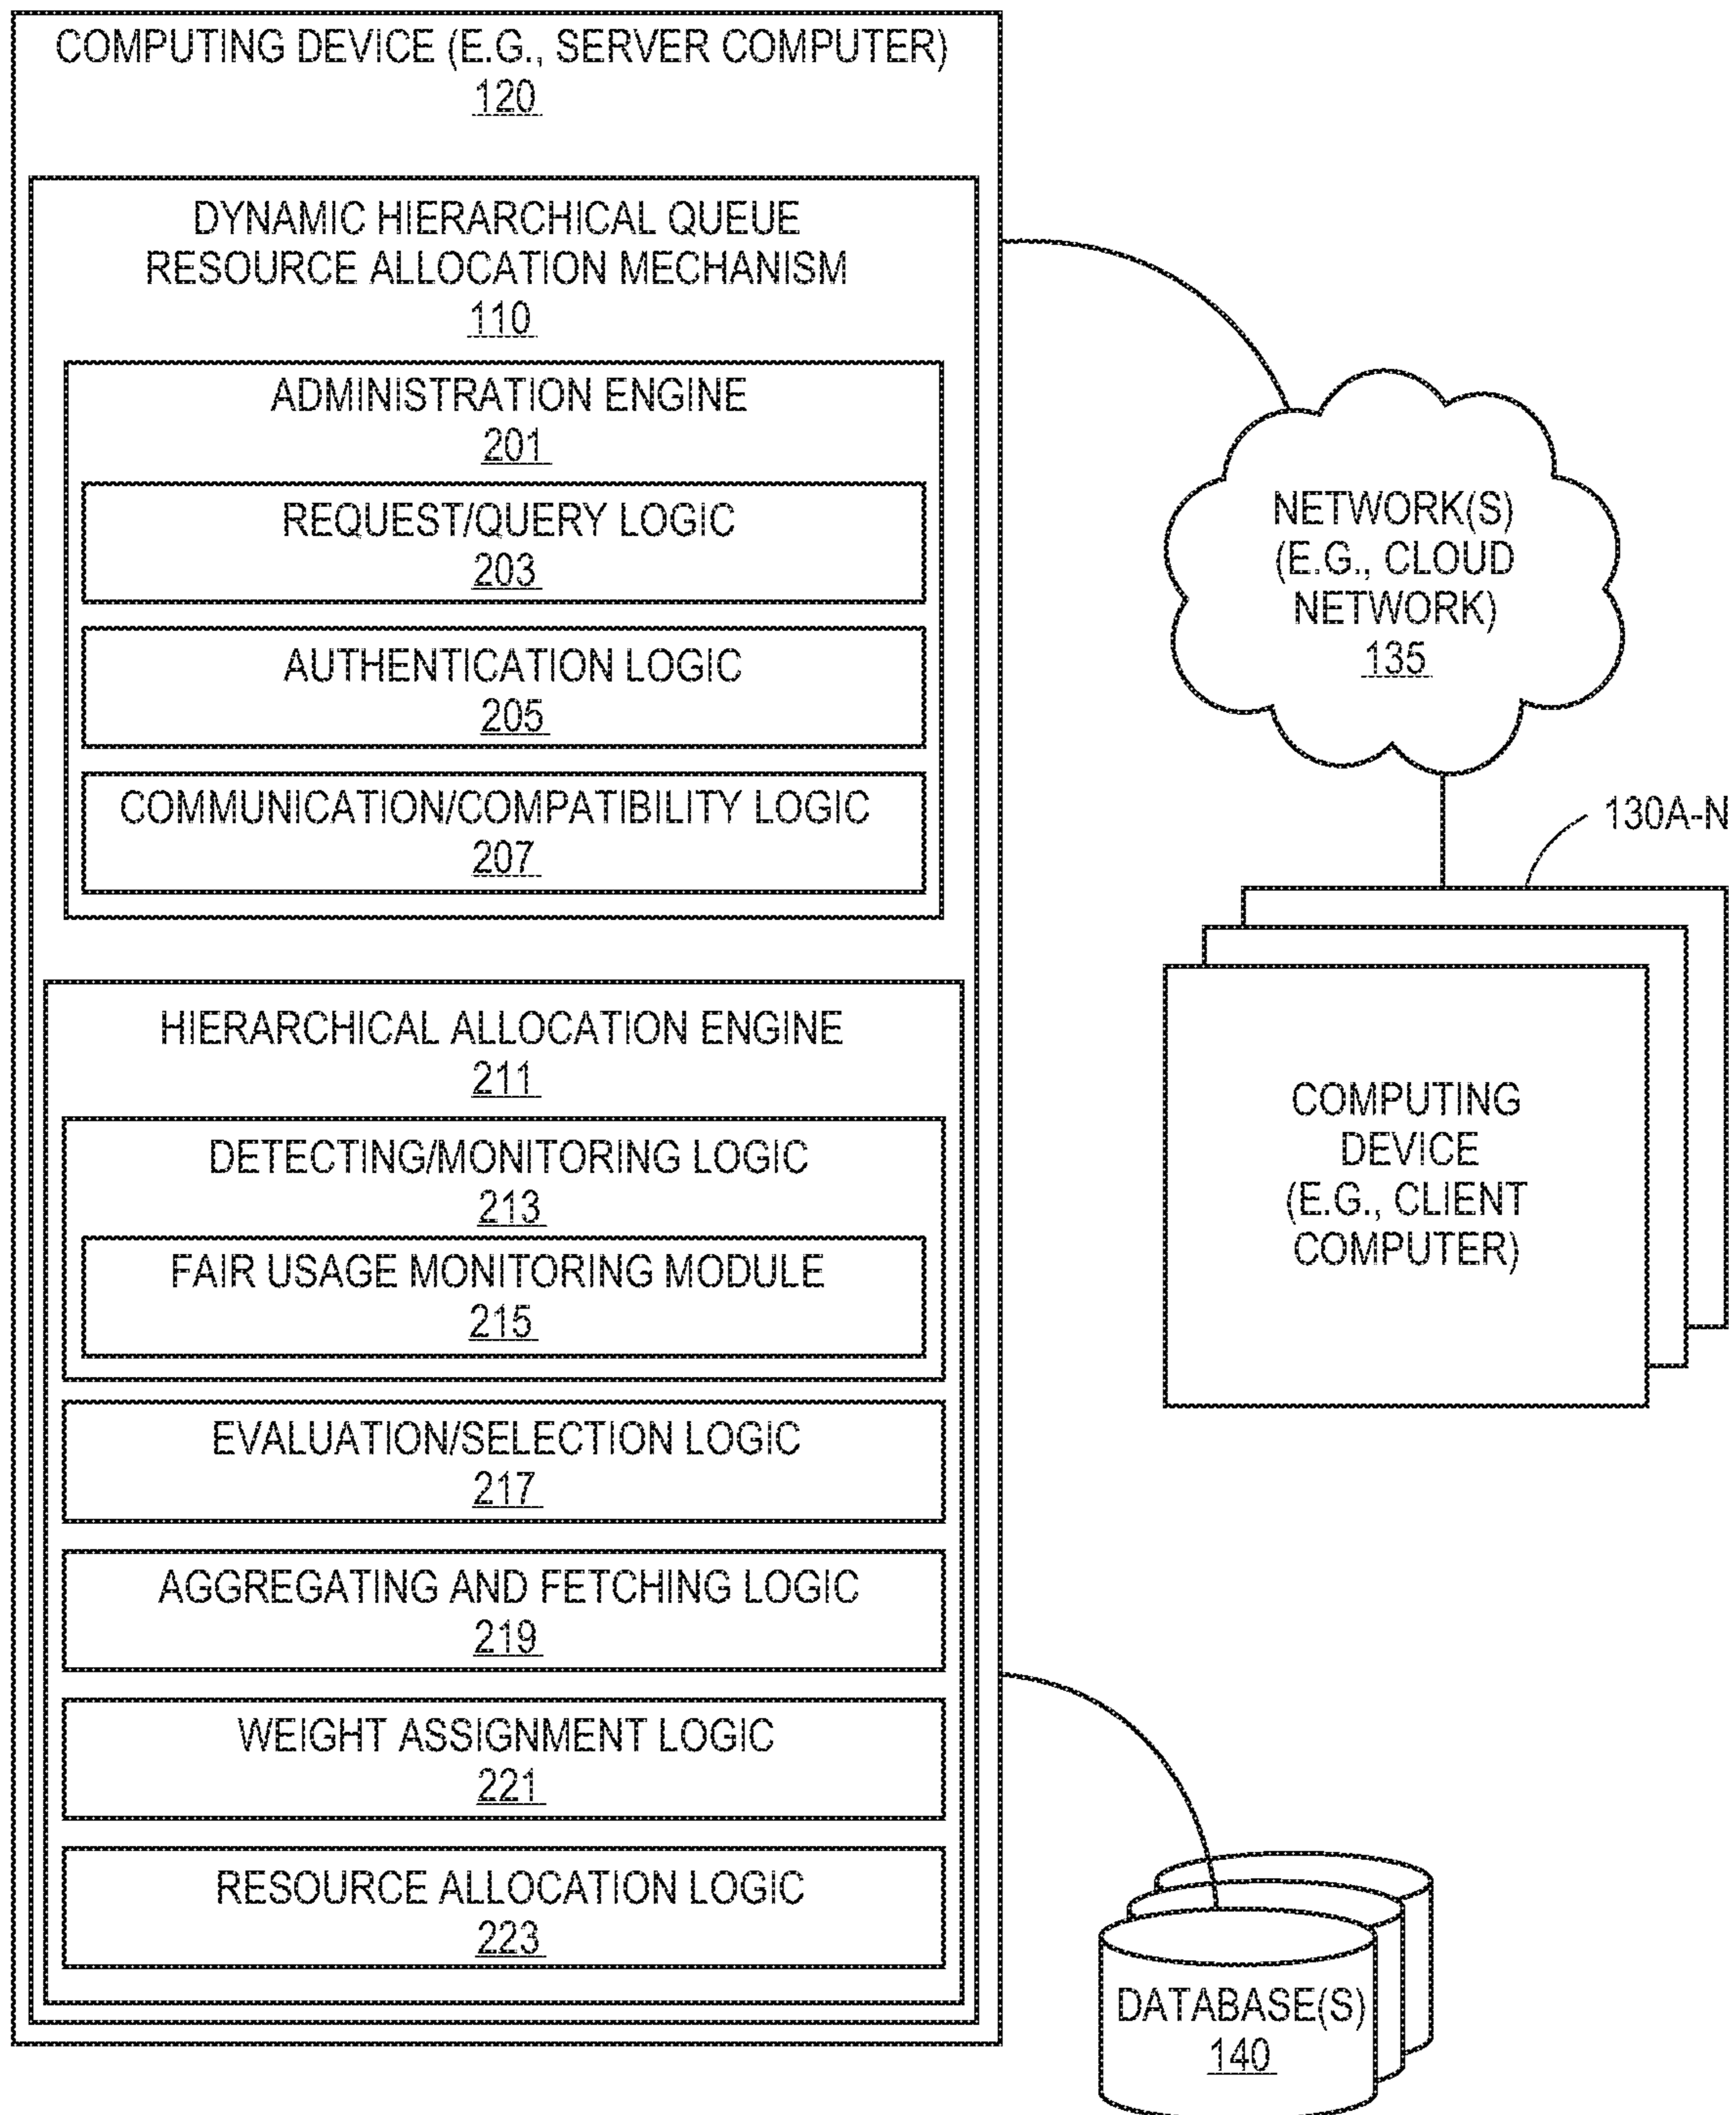 COMPUTING DEVICE (E.G., SERVER COMPUTER)
120
DYNAMIC HIERARCHICAL QUEUE
RESOURCE ALLOCATION MECHANISM
110
ADMINISTRATION ENGINE
201
REQUEST/QUERY LOGIC
203
AUTHENTICATION LOGIC
205
COMMUNICATION/COMPATIBILITY LOGIC
207
HIERARCHICAL ALLOCATION ENGINE
211
DETECTING/MONITORING LOGIC
213
FAIR USAGE MONITORING MODULE
215
EVALUATION/SELECTION LOGIC
217
AGGREGATING AND FETCHING LOGIC
219
WEIGHT ASSIGNMENT LOGIC
221
RESOURCE ALLOCATION LOGIC
223
NETWORK(S)
(E.G., CLOUD
NETWORK)
135
130A-N
COMPUTING
DEVICE
(E.G., CLIENT
COMPUTER)
DATABASE(S)
140